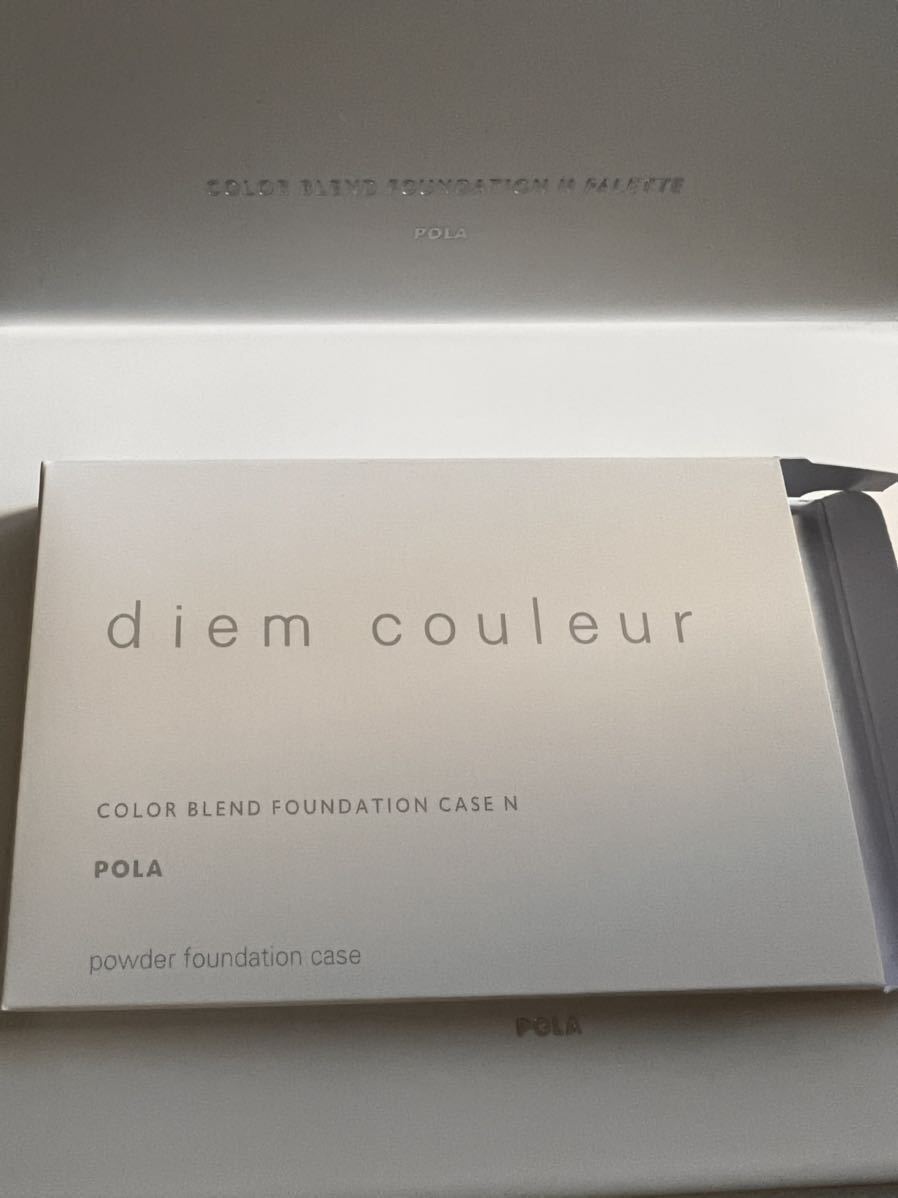 COLOR BLEND FOUNDATION N PALETTE
POLA
diem couleur
COLOR BLEND FOUNDATION CASE N
POLA
powder foundation case
POLA